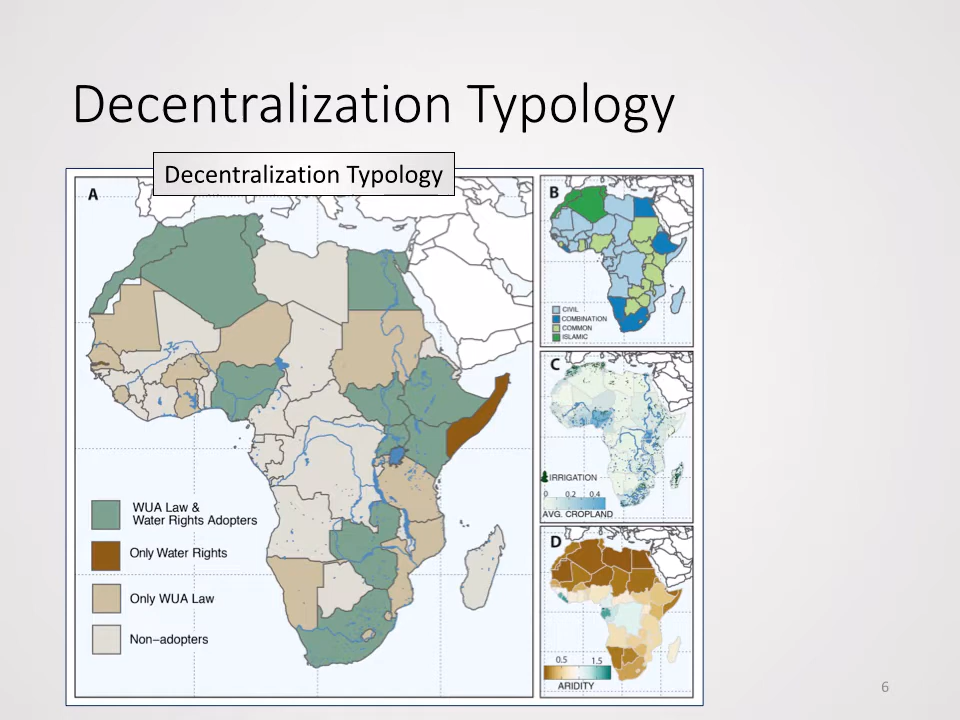 Decentralization Typology
Decentralization Typology
A
WUA Law &
Water Rights Adopters
Only Water Rights
Only WUA Law
Non-adopters
B
CIVIL
COMBINATION
COMMON
ISLAMIC
C
IRRIGATION
0 0.2 0.4
AVG. CROPLAND
D
0.5 1.5
ARIDITY
6